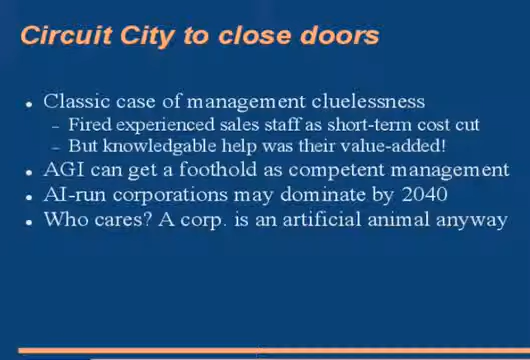 Circuit City to close doors
• Classic case of management cluelessness
– Fired experienced sales staff as short-term cost cut
– But knowledgable help was their value-added!
• AGI can get a foothold as competent management
• AI-run corporations may dominate by 2040
• Who cares? A corp. is an artificial animal anyway